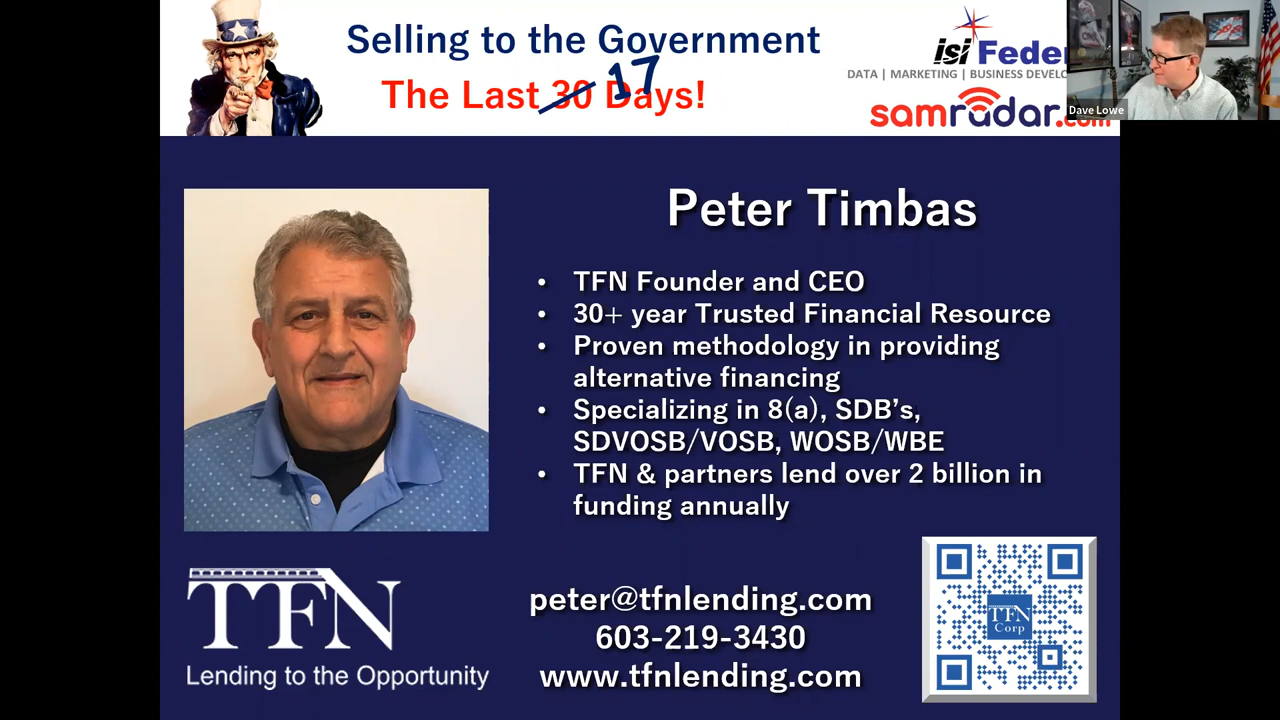 Selling to the Government
The Last 30 Days!
17
isi Feder
DATA | MARKETING | BUSINESS DEVELO
samradar.com
Dave Lowe
Peter Timbas
• TFN Founder and CEO
• 30+ year Trusted Financial Resource
• Proven methodology in providing
alternative financing
• Specializing in 8(a), SDB's,
SDVOSB/VOSB, WOSB/WBE
• TFN & partners lend over 2 billion in
funding annually
TFN
Lending to the Opportunity
peter@tfnlending.com
603-219-3430
www.tfnlending.com
TFN
Corp